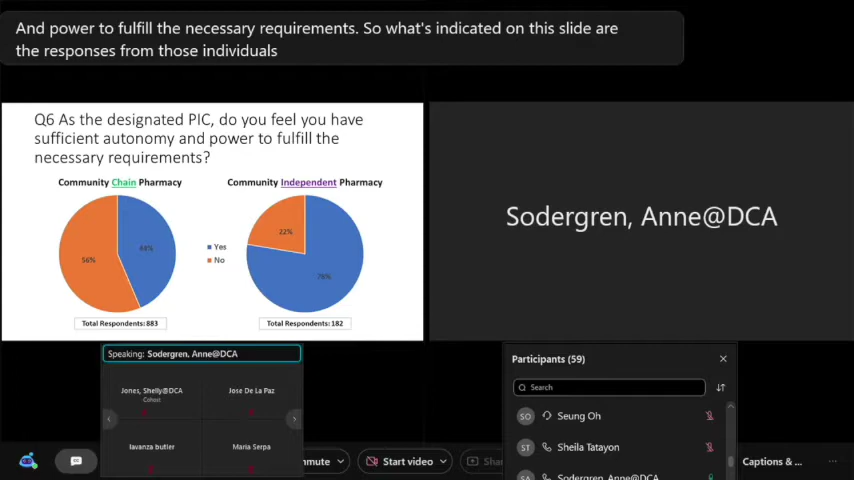 And power to fulfill the necessary requirements. So what's indicated on this slide are
the responses from those individuals
Q6 As the designated PIC, do you feel you have
sufficient autonomy and power to fulfill the
necessary requirements?
Community Chain Pharmacy
Community Independent Pharmacy
56%
44%
Yes
No
22%
78%
Total Respondents: 883
Total Respondents: 182
Sodergren, Anne@DCA
Speaking: Sodergren, Anne@DCA
Jones, Shelly@DCA
Cohost
Jose De La Paz
lavanza butler
Maria Serpa
Participants (59)
Search
SO
Seung Oh
ST
Sheila Tatayon
SA
Sodergren, Anne@DCA
mute
Start video
Sha
Captions & ...